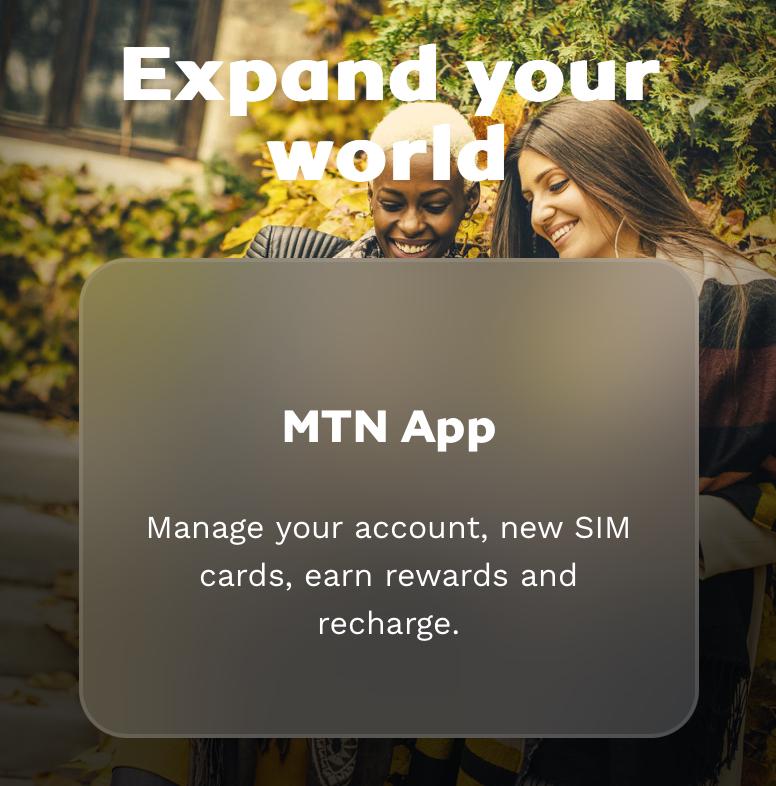 Expand your
world
MTN App
Manage your account, new SIM
cards, earn rewards and
recharge.